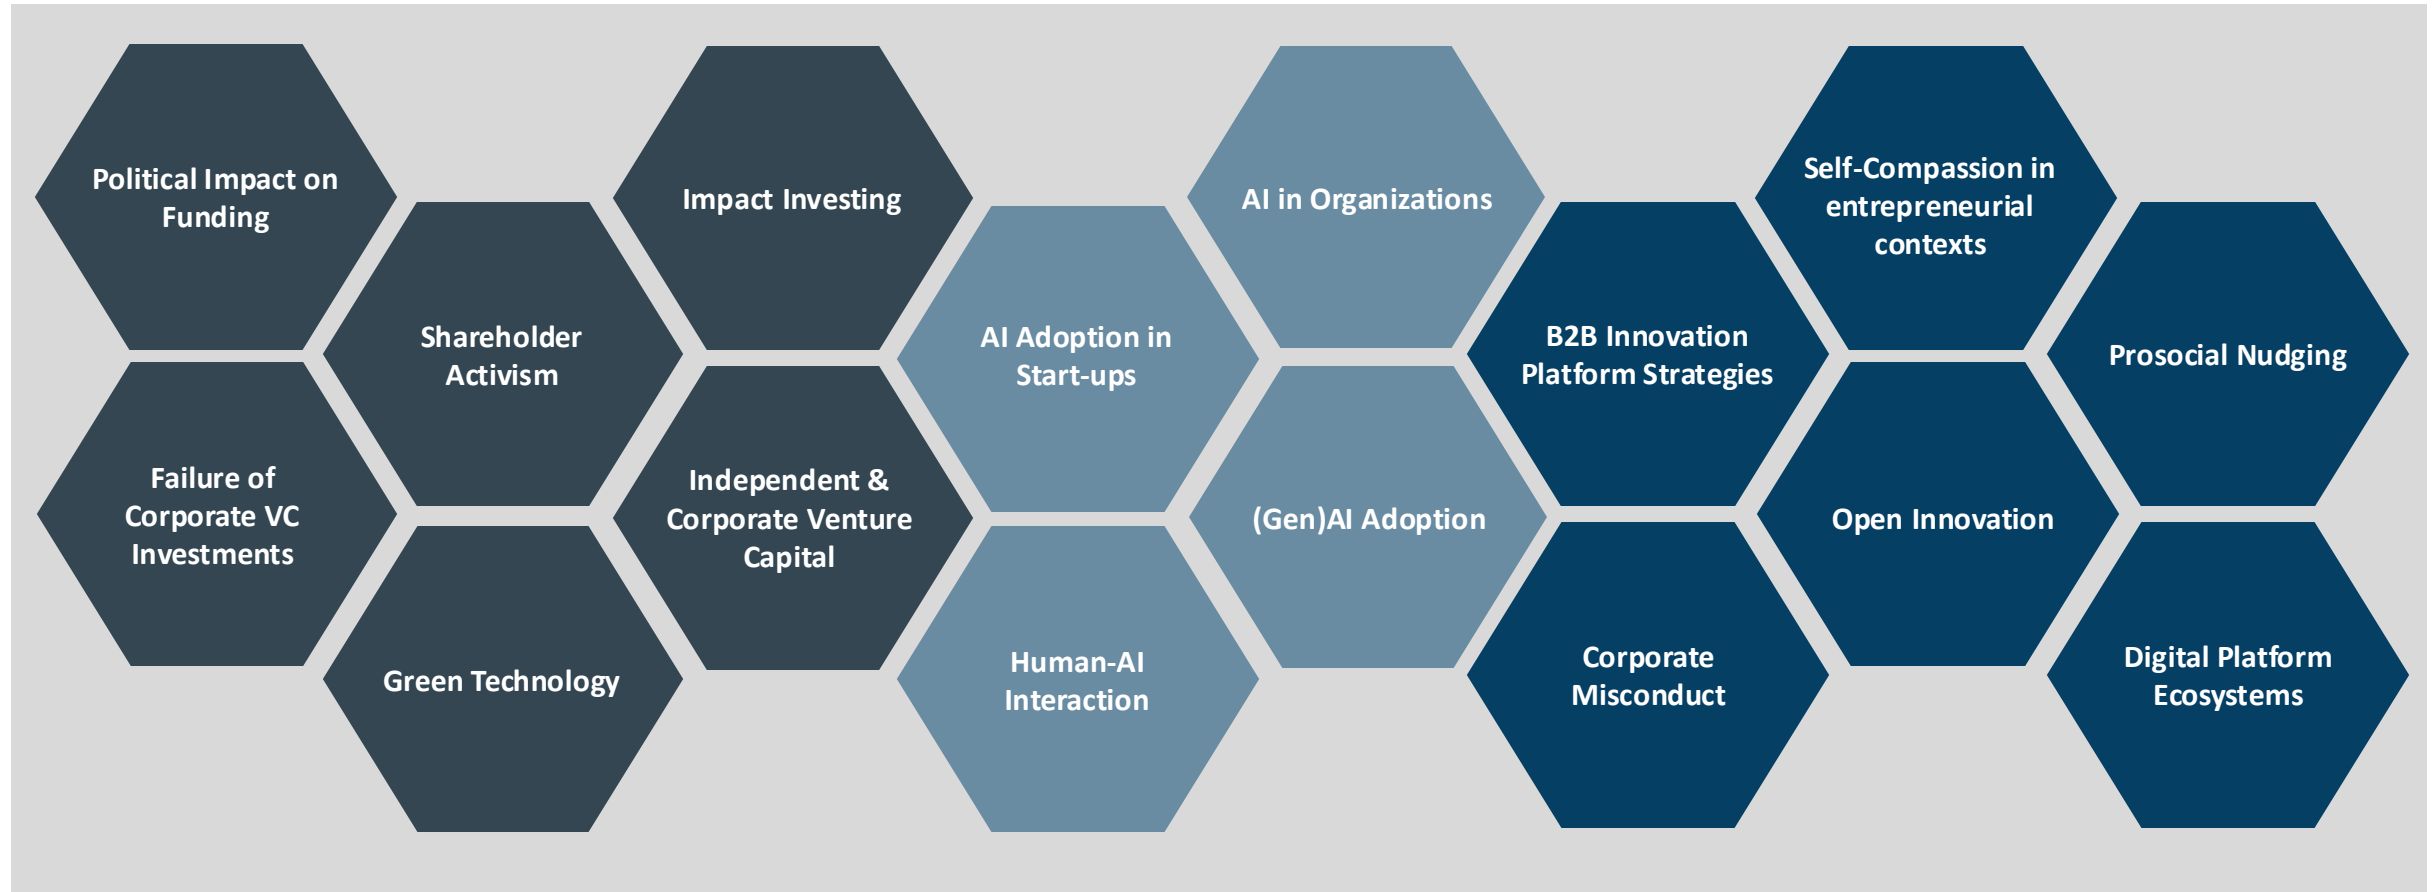 Political Impact on
Funding
Failure of
Corporate VC
Investments
Shareholder
Activism
Green Technology
Impact Investing
Independent &
Corporate Venture
Capital
AI Adoption in
Start-ups
Human-AI
Interaction
AI in Organizations
(Gen)AI Adoption
B2B Innovation
Platform Strategies
Corporate
Misconduct
Self-Compassion in
entrepreneurial
contexts
Open Innovation
Prosocial Nudging
Digital Platform
Ecosystems